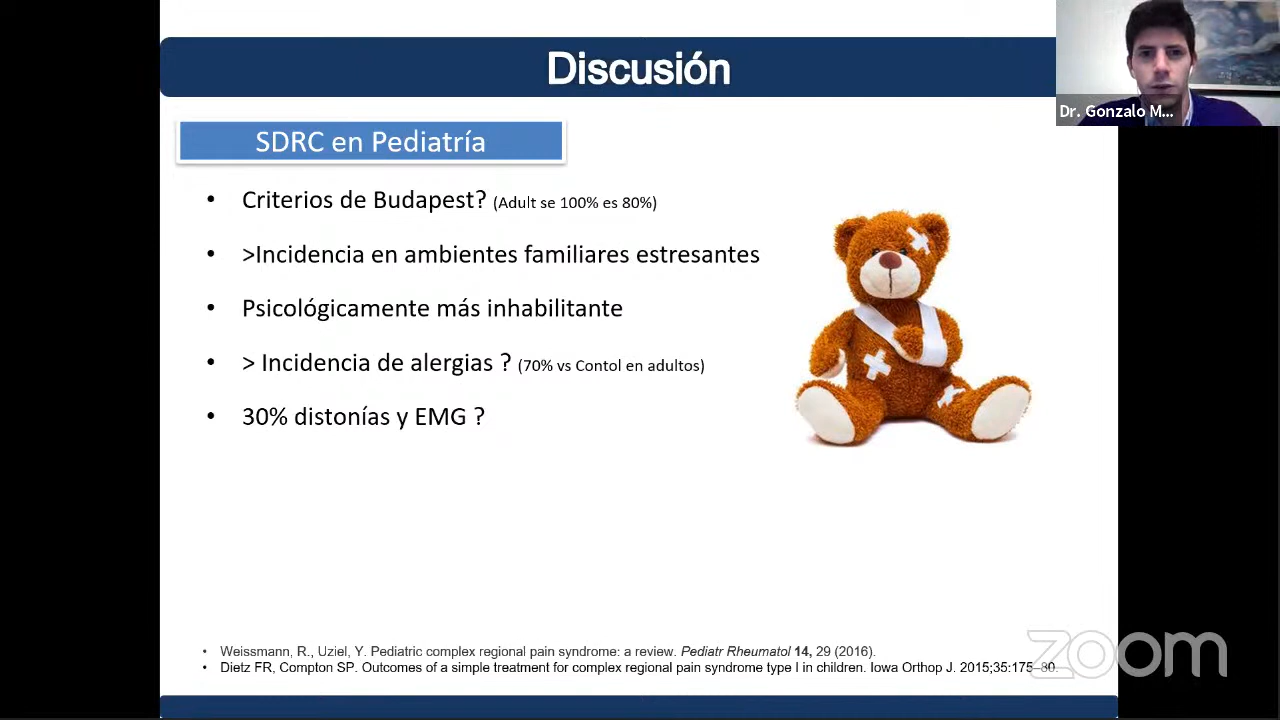 Discusión
Dr. Gonzalo M...
SDRC en Pediatría
• Criterios de Budapest? (Adult se 100% es 80%)
• >Incidencia en ambientes familiares estresantes
• Psicológicamente más inhabilitante
• > Incidencia de alergias ? (70% vs Contol en adultos)
• 30% distonías y EMG ?
• Weissmann, R., Uziel, Y. Pediatric complex regional pain syndrome: a review. Pediatr Rheumatol 14, 29 (2016).
• Dietz FR, Compton SP. Outcomes of a simple treatment for complex regional pain syndrome type I in children. Iowa Orthop J. 2015;35:175–80.
zoom